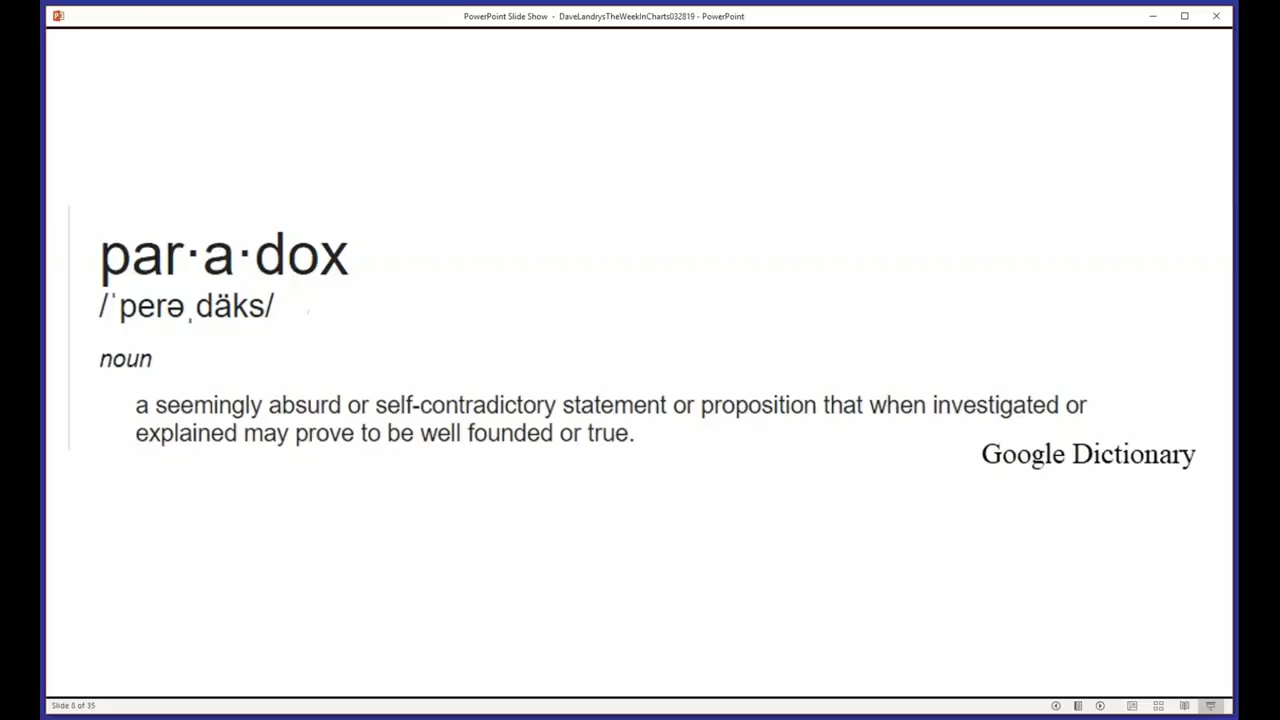 PowerPoint Slide Show - DaveLandrysTheWeekInCharts032819 - PowerPoint
par·a·dox
/ˈperəˌdäks/
noun
a seemingly absurd or self-contradictory statement or proposition that when investigated or
explained may prove to be well founded or true.
Google Dictionary
Slide 8 of 35